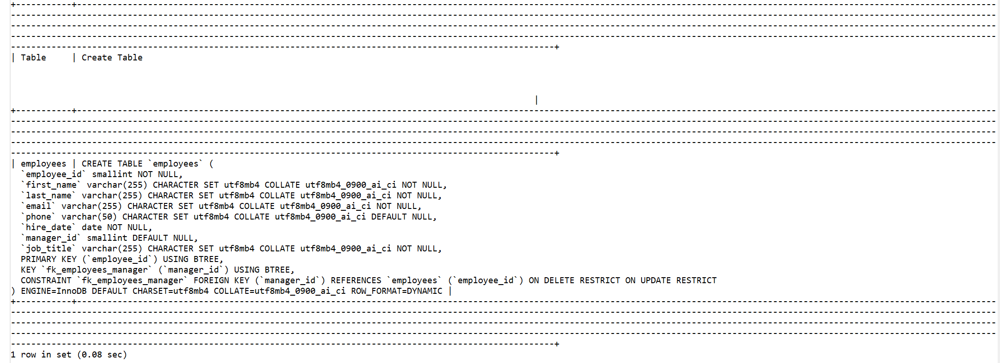 | Table     | Create Table
|
| employees | CREATE TABLE `employees` (
  `employee_id` smallint NOT NULL,
  `first_name` varchar(255) CHARACTER SET utf8mb4 COLLATE utf8mb4_0900_ai_ci NOT NULL,
  `last_name` varchar(255) CHARACTER SET utf8mb4 COLLATE utf8mb4_0900_ai_ci NOT NULL,
  `email` varchar(255) CHARACTER SET utf8mb4 COLLATE utf8mb4_0900_ai_ci NOT NULL,
  `phone` varchar(50) CHARACTER SET utf8mb4 COLLATE utf8mb4_0900_ai_ci DEFAULT NULL,
  `hire_date` date NOT NULL,
  `manager_id` smallint DEFAULT NULL,
  `job_title` varchar(255) CHARACTER SET utf8mb4 COLLATE utf8mb4_0900_ai_ci NOT NULL,
  PRIMARY KEY (`employee_id`) USING BTREE,
  KEY `fk_employees_manager` (`manager_id`) USING BTREE,
  CONSTRAINT `fk_employees_manager` FOREIGN KEY (`manager_id`) REFERENCES `employees` (`employee_id`) ON DELETE RESTRICT ON UPDATE RESTRICT
) ENGINE=InnoDB DEFAULT CHARSET=utf8mb4 COLLATE=utf8mb4_0900_ai_ci ROW_FORMAT=DYNAMIC |
1 row in set (0.08 sec)